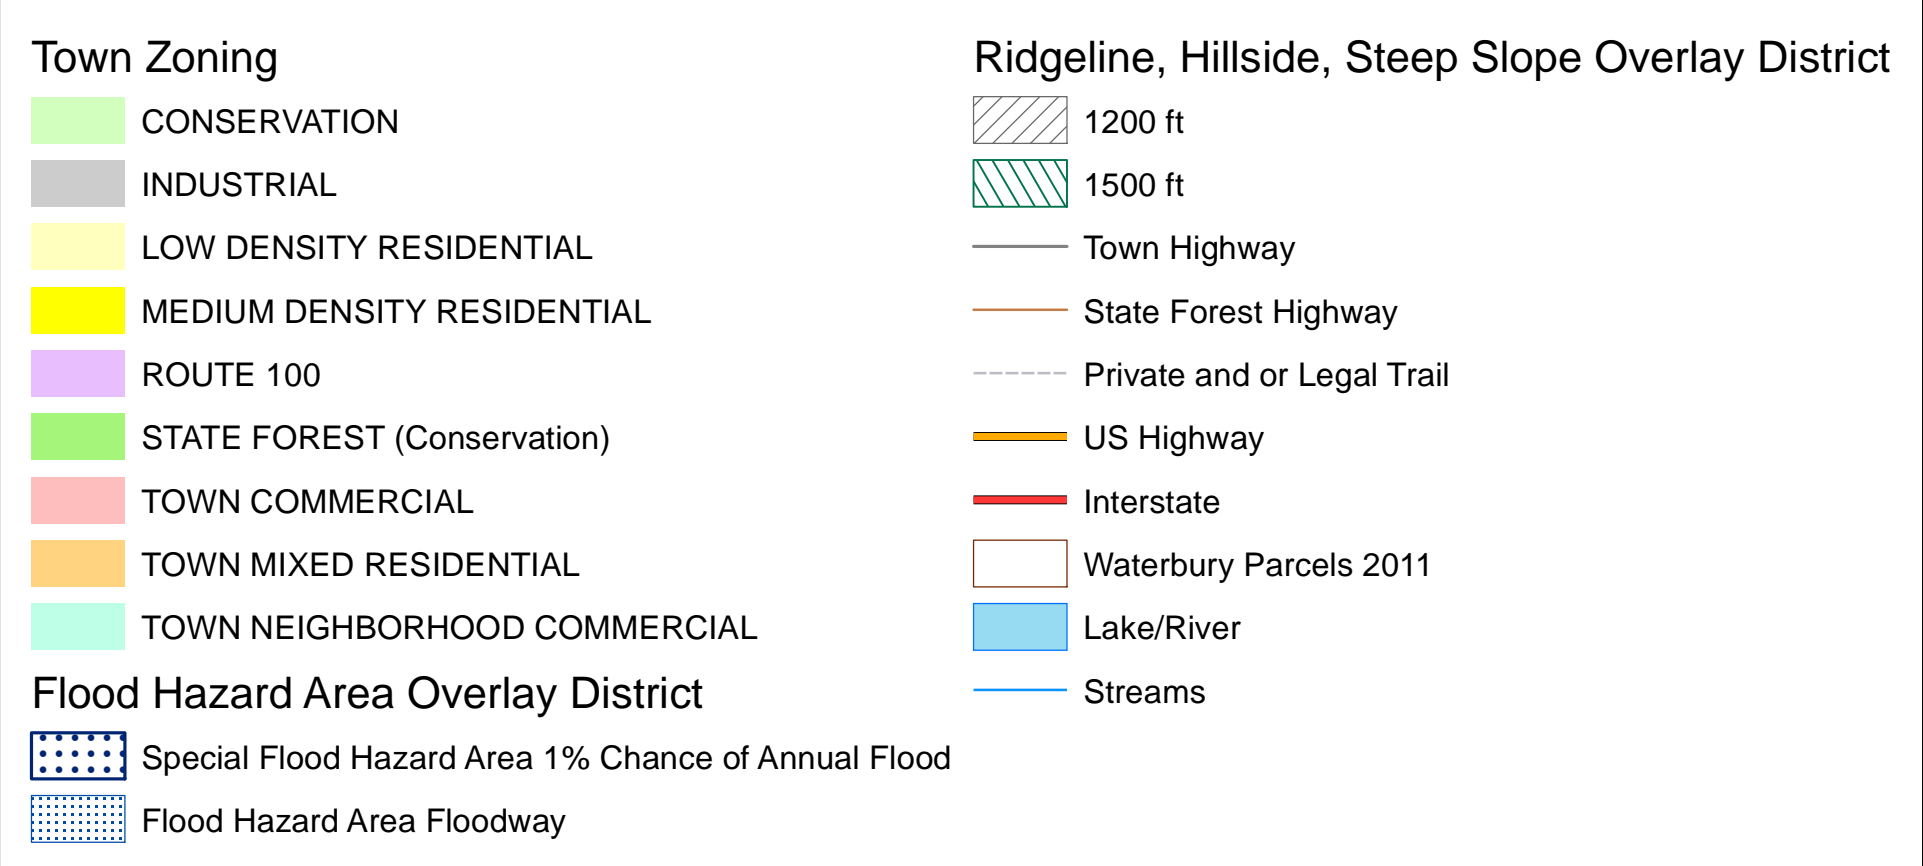 Town Zoning
CONSERVATION
INDUSTRIAL
LOW DENSITY RESIDENTIAL
MEDIUM DENSITY RESIDENTIAL
ROUTE 100
STATE FOREST (Conservation)
TOWN COMMERCIAL
TOWN MIXED RESIDENTIAL
TOWN NEIGHBORHOOD COMMERCIAL
Flood Hazard Area Overlay District
Special Flood Hazard Area 1% Chance of Annual Flood
Flood Hazard Area Floodway
Ridgeline, Hillside, Steep Slope Overlay District
1200 ft
1500 ft
Town Highway
State Forest Highway
Private and or Legal Trail
US Highway
Interstate
Waterbury Parcels 2011
Lake/River
Streams